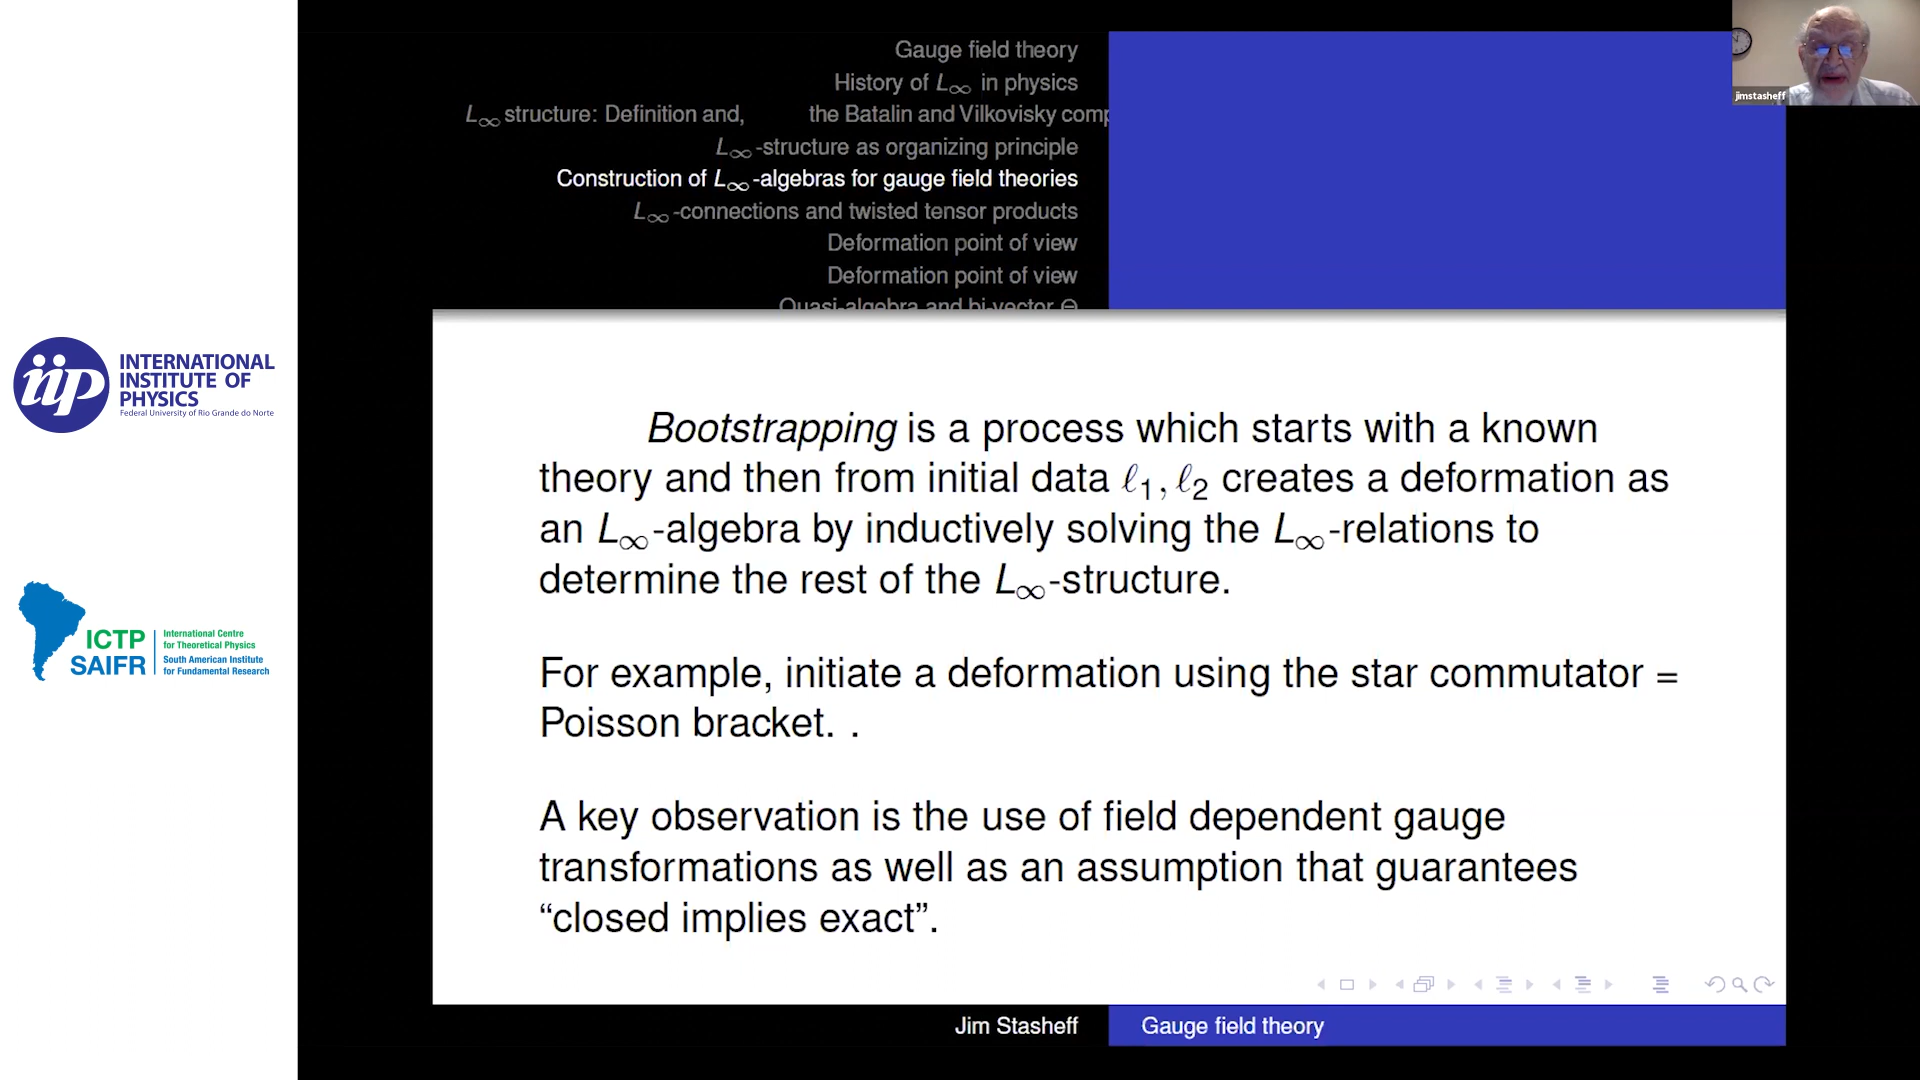 Gauge field theory
History of L∞ in physics
L∞ structure: Definition and, the Batalin and Vilkovisky comp
L∞ -structure as organizing principle
Construction of L∞ -algebras for gauge field theories
L∞ -connections and twisted tensor products
Deformation point of view
Deformation point of view
Quasi-algebra and bi-vector Θ
jimstasheff
iip INTERNATIONAL
INSTITUTE OF
PHYSICS
Federal University of Rio Grande do Norte
ICTP
SAIFR
International Centre
for Theoretical Physics
South American Institute
for Fundamental Research
Bootstrapping is a process which starts with a known
theory and then from initial data ℓ1, ℓ2 creates a deformation as
an L∞-algebra by inductively solving the L∞-relations to
determine the rest of the L∞-structure.
For example, initiate a deformation using the star commutator =
Poisson bracket. .
A key observation is the use of field dependent gauge
transformations as well as an assumption that guarantees
“closed implies exact”.
Jim Stasheff
Gauge field theory